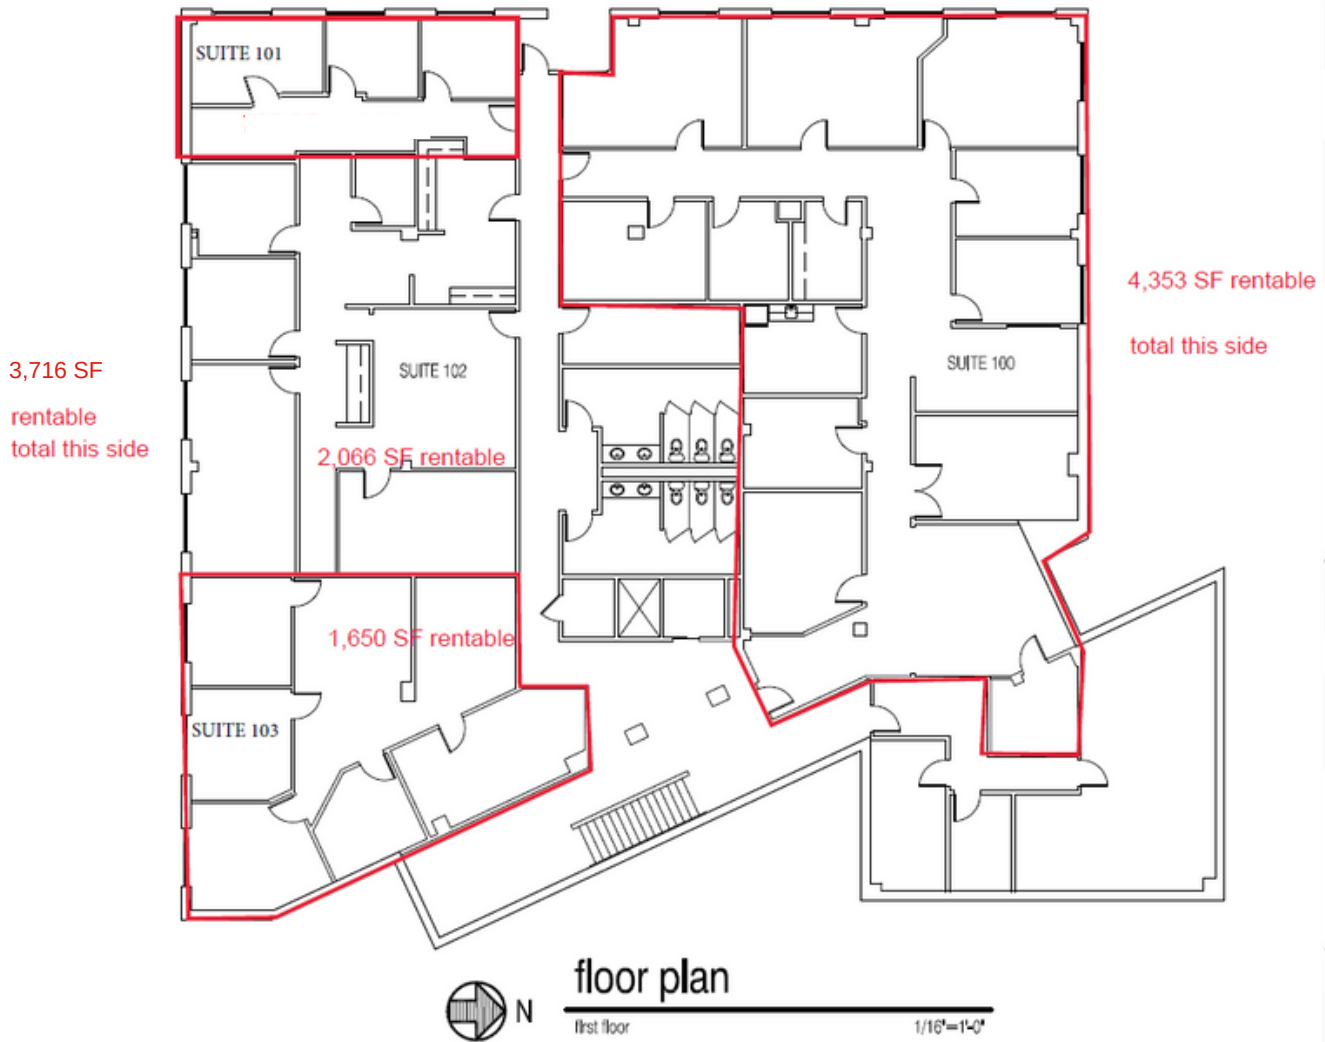 SUITE 101
4,353 SF rentable
total this side
3,716 SF
rentable
total this side
SUITE 102
SUITE 100
2,066 SF rentable
1,650 SF rentable
SUITE 103
floor plan
N
first floor
1/16"=1'-0"